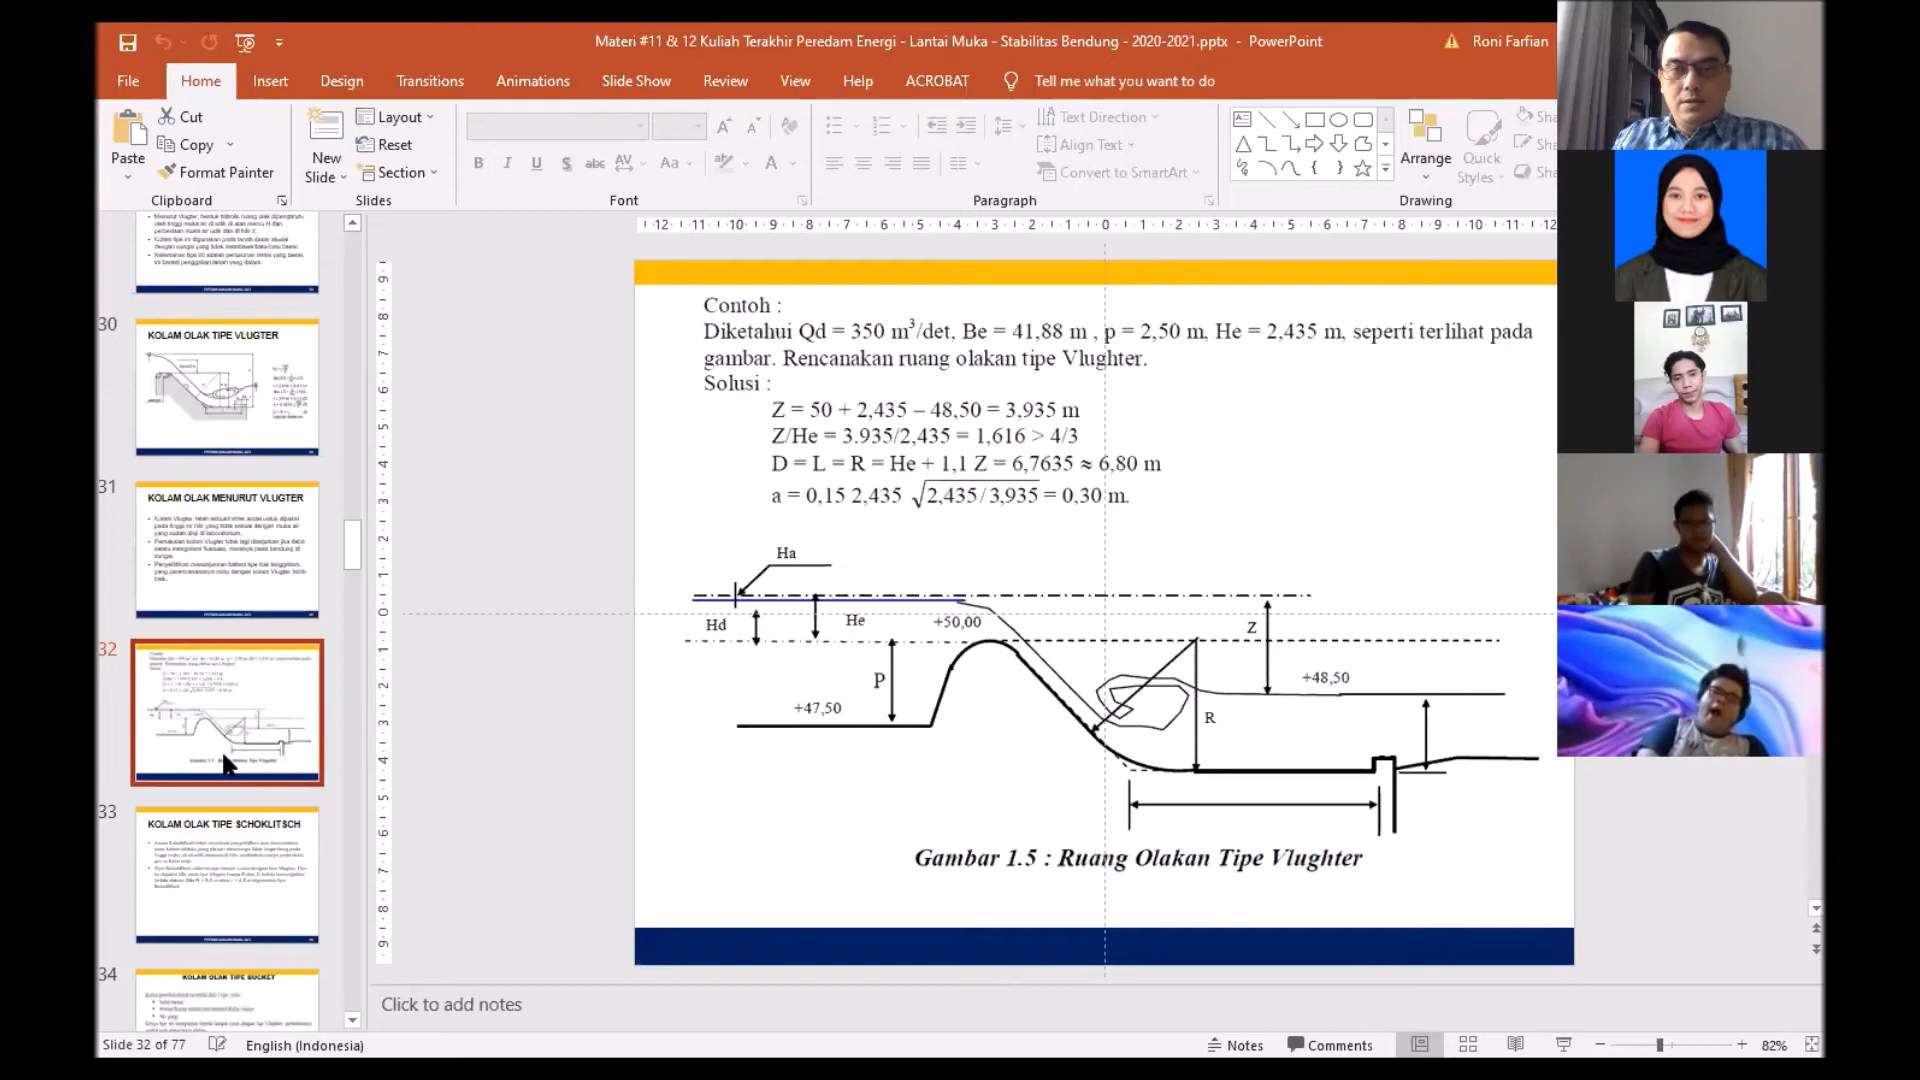 Materi #11 & 12 Kuliah Terakhir Peredam Energi - Lantai Muka - Stabilitas Bendung - 2020-2021.pptx - PowerPoint
Roni Farfian
File Home Insert Design Transitions Animations Slide Show Review View Help ACROBAT Tell me what you want to do
Paste
Cut
Copy
Format Painter
Clipboard
New Slide
Layout
Reset
Section
Slides
Font
Text Direction
Align Text
Convert to SmartArt
Paragraph
Arrange
Quick Styles
Drawing
30
KOLAM OLAK TIPE VLUGTER
31
KOLAM OLAK MENURUT VLUGTER
32
33
KOLAM OLAK TIPE SCHOKLITSCH
34
KOLAM OLAK TIPE BUCKET
Contoh :
Diketahui Qd = 350 m³/det, Be = 41,88 m , p = 2,50 m, He = 2,435 m, seperti terlihat pada
gambar. Rencanakan ruang olakan tipe Vlughter.
Solusi :
Z = 50 + 2,435 – 48,50 = 3,935 m
Z/He = 3.935/2,435 = 1,616 > 4/3
D = L = R = He + 1,1 Z = 6,7635 ≈ 6,80 m
a = 0,15 2,435 √2,435/3,935 = 0,30 m.
Ha
Hd
He
+50,00
Z
P
+47,50
+48,50
R
Gambar 1.5 : Ruang Olakan Tipe Vlughter
Click to add notes
Slide 32 of 77
English (Indonesia)
Notes
Comments
82%